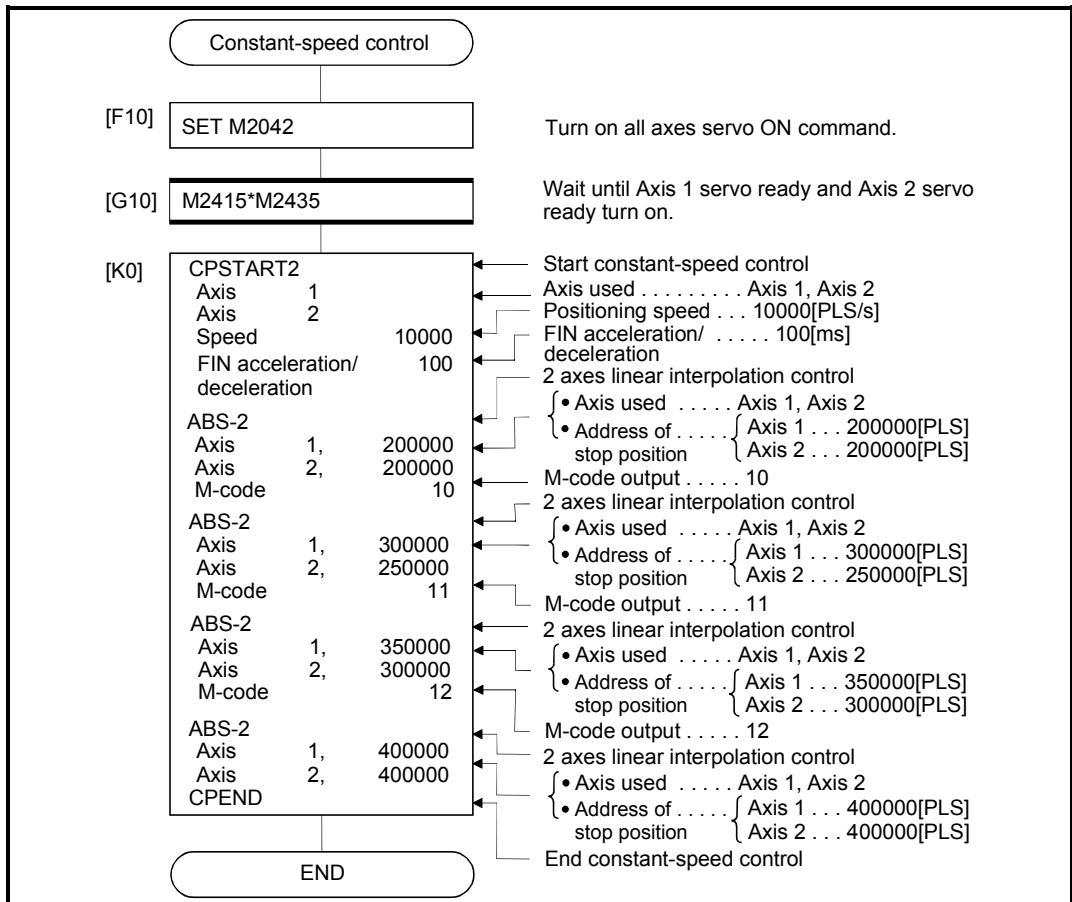 Constant-speed control
[F10]
SET M2042
Turn on all axes servo ON command.
[G10]
M2415*M2435
Wait until Axis 1 servo ready and Axis 2 servo
ready turn on.
[K0]
CPSTART2
Axis 1
Axis 2
Speed 10000
FIN acceleration/ 100
deceleration
ABS-2
Axis 1, 200000
Axis 2, 200000
M-code 10
ABS-2
Axis 1, 300000
Axis 2, 250000
M-code 11
ABS-2
Axis 1, 350000
Axis 2, 300000
M-code 12
ABS-2
Axis 1, 400000
Axis 2, 400000
CPEND
Start constant-speed control
Axis used . . . . . . . . . Axis 1, Axis 2
Positioning speed . . . 10000[PLS/s]
FIN acceleration/ . . . . . 100[ms]
deceleration
2 axes linear interpolation control
• Axis used . . . . . Axis 1, Axis 2
• Address of . . . . . Axis 1 . . . 200000[PLS]
stop position Axis 2 . . . 200000[PLS]
M-code output . . . . . 10
2 axes linear interpolation control
• Axis used . . . . . Axis 1, Axis 2
• Address of . . . . . Axis 1 . . . 300000[PLS]
stop position Axis 2 . . . 250000[PLS]
M-code output . . . . . 11
2 axes linear interpolation control
• Axis used . . . . . Axis 1, Axis 2
• Address of . . . . . Axis 1 . . . 350000[PLS]
stop position Axis 2 . . . 300000[PLS]
M-code output . . . . . 12
2 axes linear interpolation control
• Axis used . . . . . Axis 1, Axis 2
• Address of . . . . . Axis 1 . . . 400000[PLS]
stop position Axis 2 . . . 400000[PLS]
End constant-speed control
END